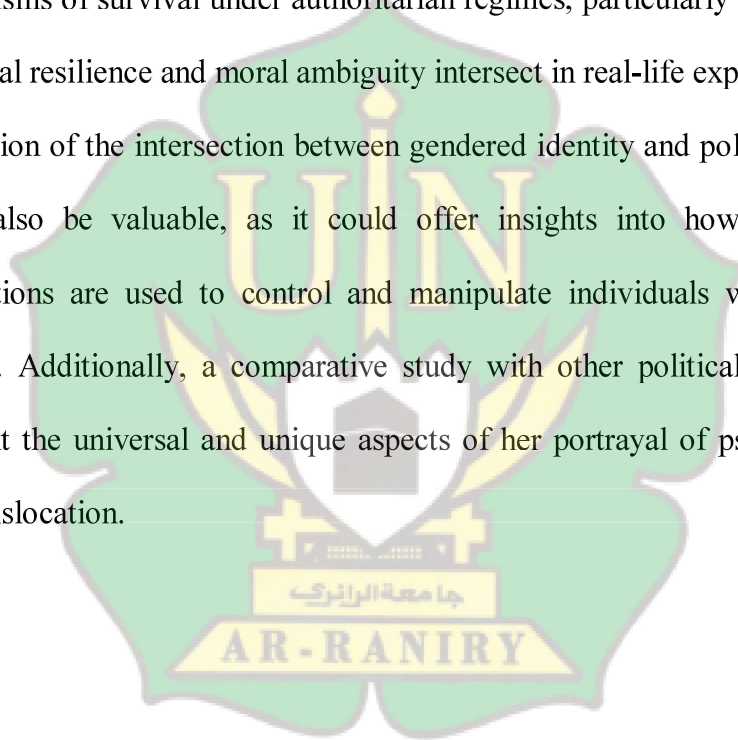 sms of survival under authoritarian regimes, particularly
al resilience and moral ambiguity intersect in real-life exp
ion of the intersection between gendered identity and pol
also be valuable, as it could offer insights into how
tions are used to control and manipulate individuals w
. Additionally, a comparative study with other political
t the universal and unique aspects of her portrayal of ps
slocation.
UIN
جامعة الرانري
AR-RANIRY